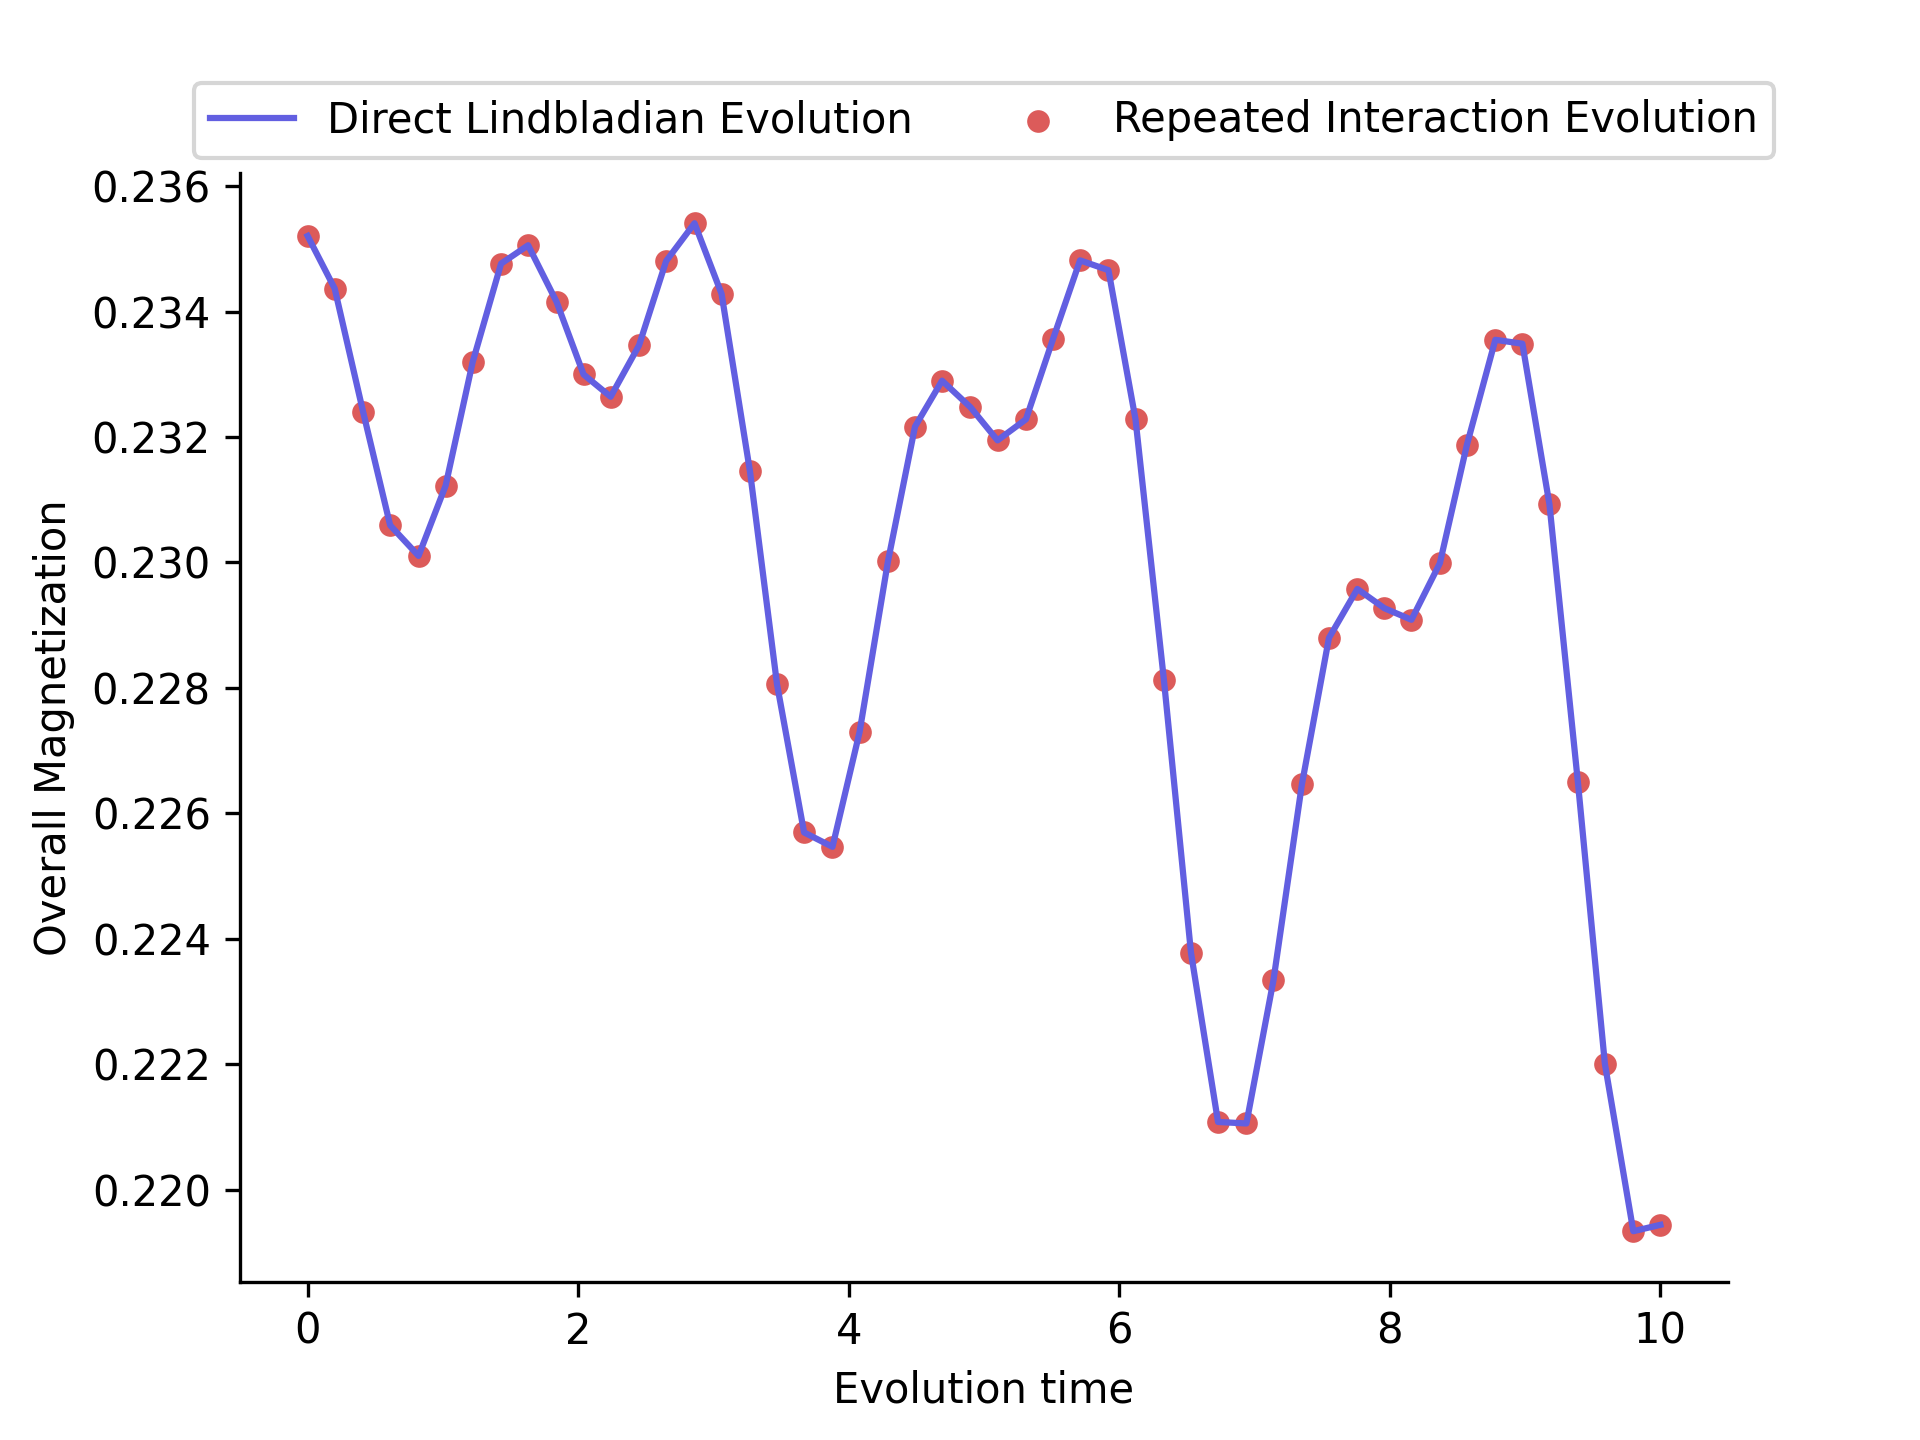 Direct Lindbladian Evolution
Repeated Interaction Evolution
0.236
0.234
0.232
0.230
0.228
0.226
0.224
0.222
0.220
Overall Magnetization
0 2 4 6 8 10
Evolution time